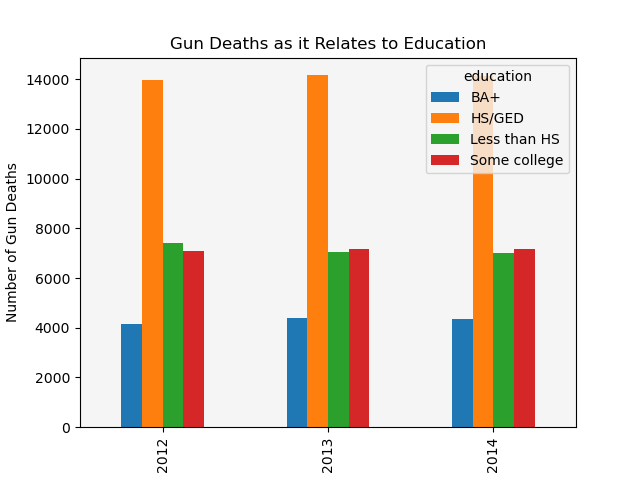 Gun Deaths as it Relates to Education
Number of Gun Deaths
14000
12000
10000
8000
6000
4000
2000
0
education
BA+
HS/GED
Less than HS
Some college
2012
2013
2014